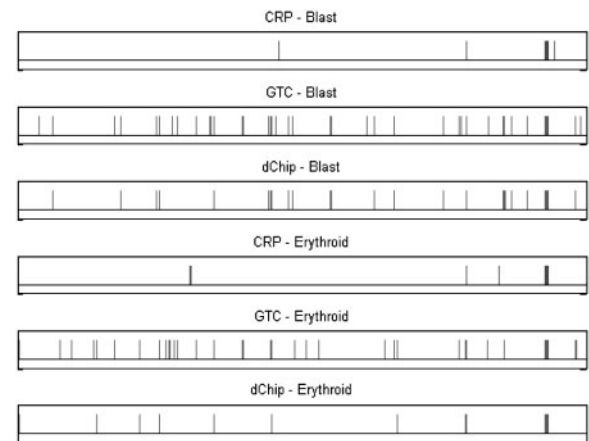 CRP - Blast
GTC - Blast
dChip - Blast
CRP - Erythroid
GTC - Erythroid
dChip - Erythroid